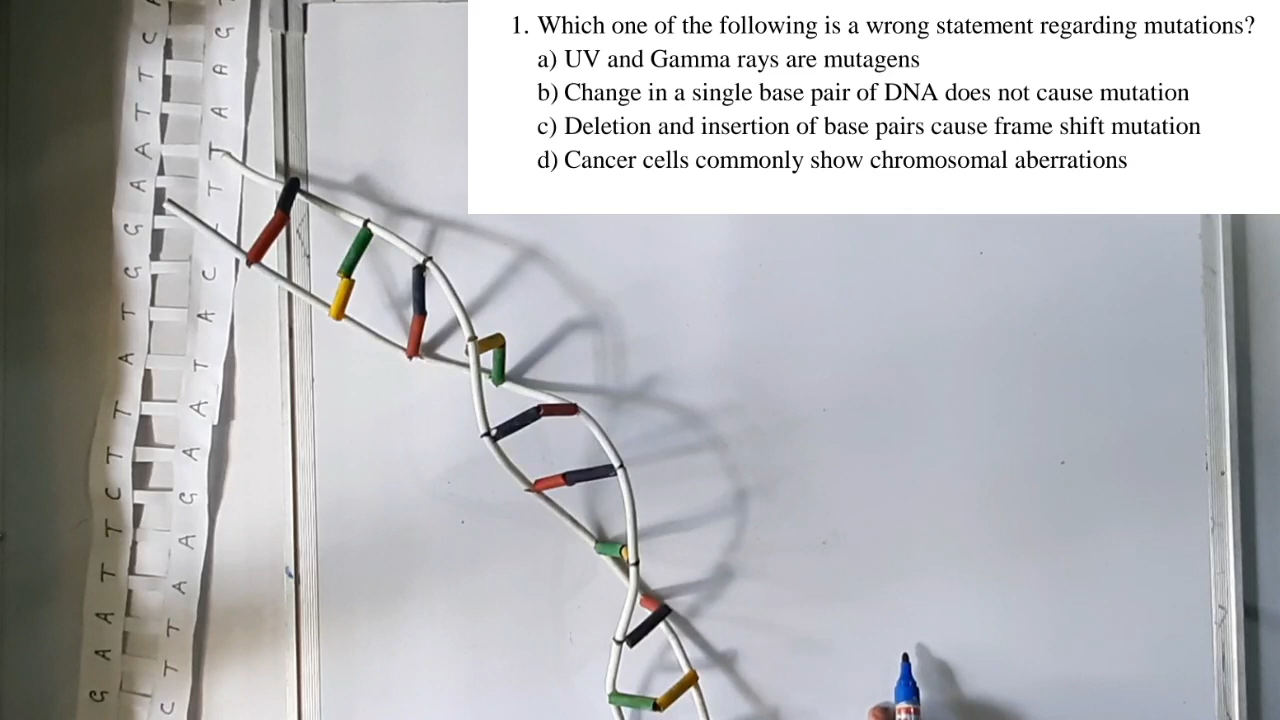 1. Which one of the following is a wrong statement regarding mutations?
a) UV and Gamma rays are mutagens
b) Change in a single base pair of DNA does not cause mutation
c) Deletion and insertion of base pairs cause frame shift mutation
d) Cancer cells commonly show chromosomal aberrations
G A A T T C T T A T G G A A T T C
C T T A A G A A T A C T T A A G